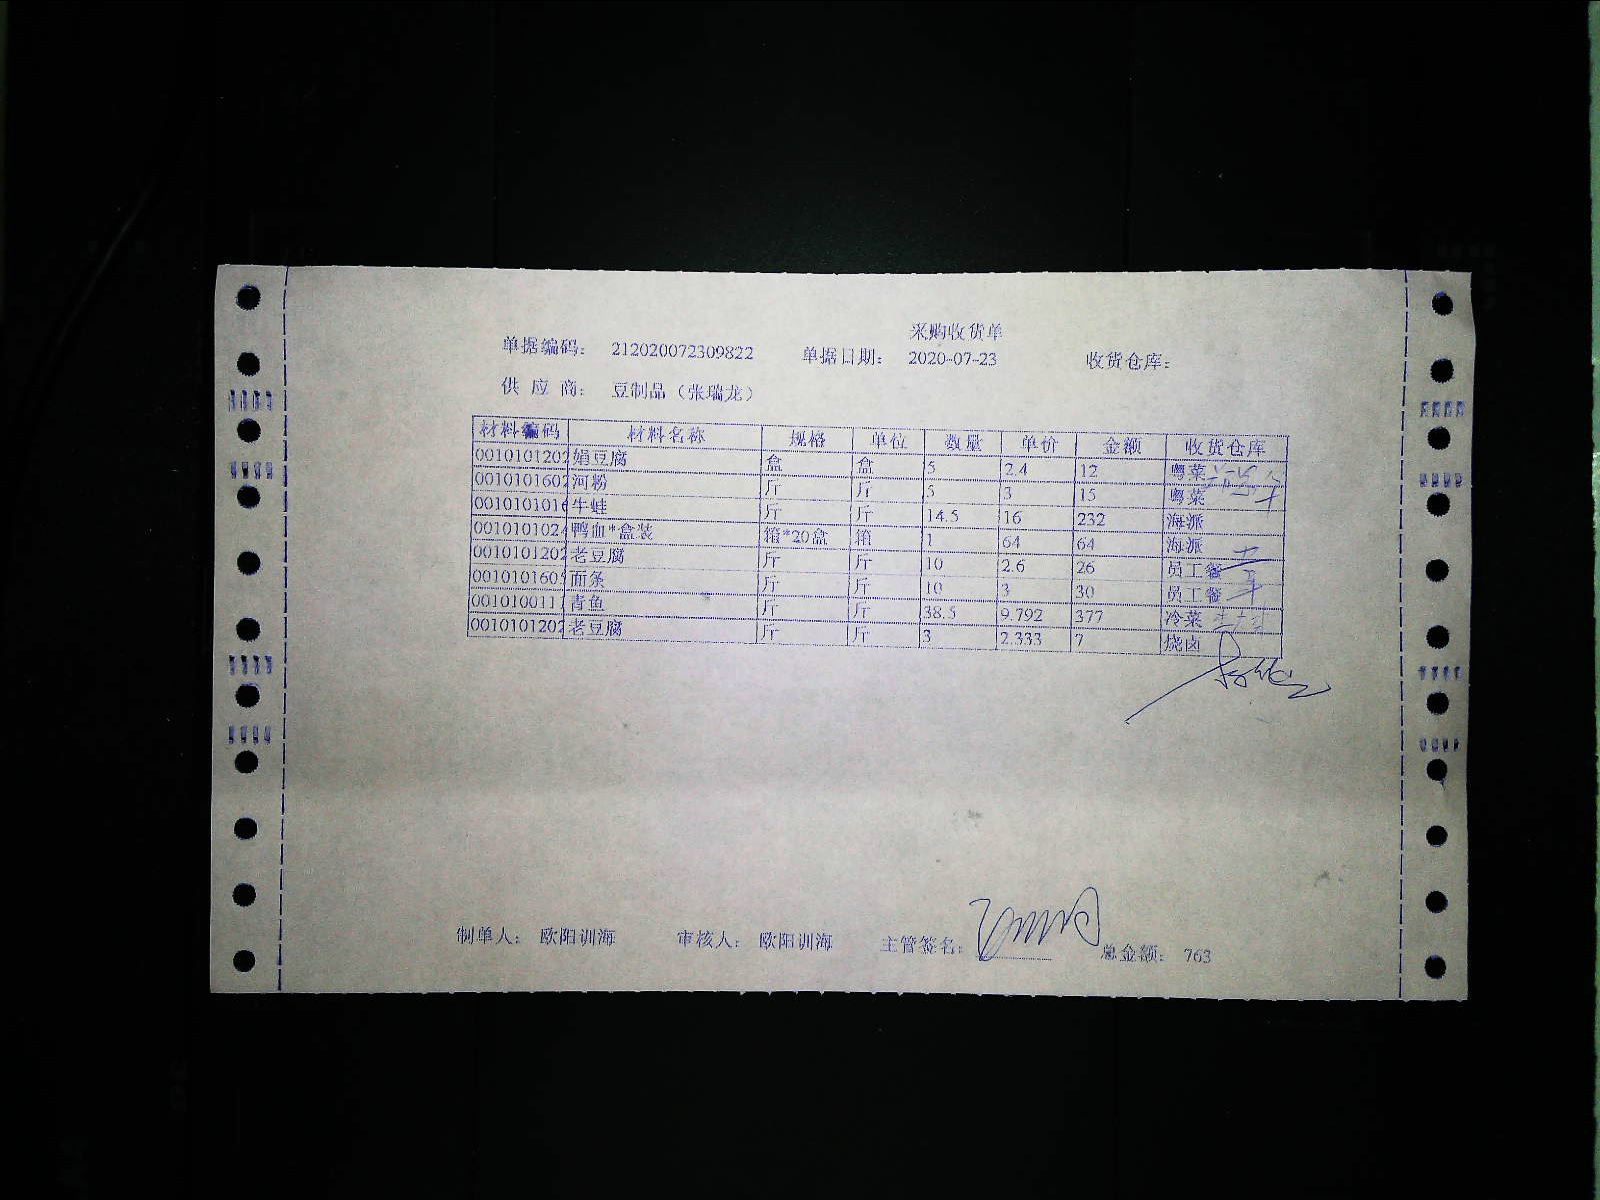 采购收货单
单据编码： 212020072309822 单据日期： 2020-07-23 收货仓库：
供 应 商： 豆制品（张瑞龙）
材料编码 材料名称 规格 单位 数量 单价 金额 收货仓库
0010101202 娟豆腐 盒 盒 5 2.4 12 粤菜
0010101602 河粉 斤 斤 5 3 15 粤菜
0010101016 牛蛙 斤 斤 14.5 16 232 海派
0010101024 鸭血*盒装 箱*20盒 箱 1 64 64 海派
0010101202 老豆腐 斤 斤 10 2.6 26 员工餐
0010101605 面条 斤 斤 10 3 30 员工餐
0010100111 青鱼 斤 斤 38.5 9.792 377 冷菜
0010101202 老豆腐 斤 斤 3 2.333 7 烧卤
制单人： 欧阳训海 审核人： 欧阳训海 主管签名： 总金额： 763